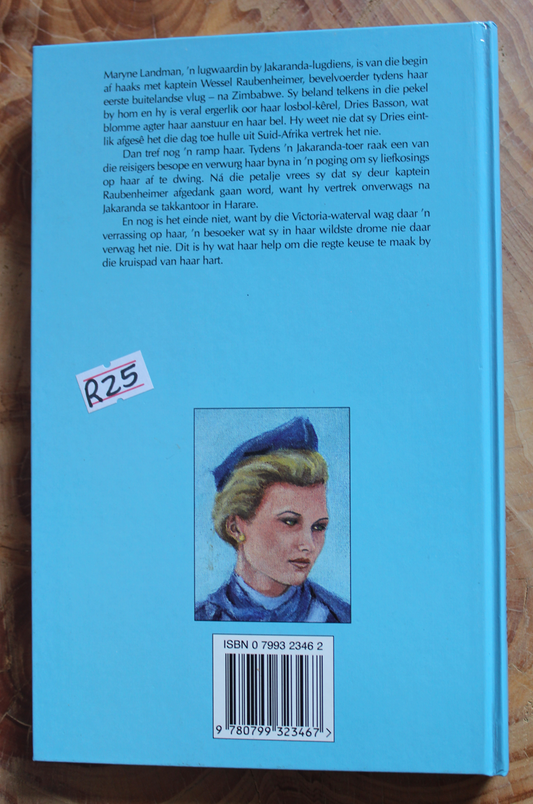 Maryne Landman, 'n lugwaardin by Jakaranda-lugdiens, is van die begin
af haaks met kaptein Wessel Raubenheimer, bevelvoerder tydens haar
eerste buitelandse vlug – na Zimbabwe. Sy beland telkens in die pekel
by hom en hy is veral ergerlik oor haar losbol-kêrel, Dries Basson, wat
blomme agter haar aanstuur en haar bel. Hy weet nie dat sy Dries eint-
lik afgesê het die dag toe hulle uit Suid-Afrika vertrek het nie.
Dan tref nog 'n ramp haar. Tydens 'n Jakaranda-toer raak een van
die reisigers besope en verwurg haar byna in 'n poging om sy liefkosings
op haar af te dwing. Ná die petalje vrees sy dat sy deur kaptein
Raubenheimer afgedank gaan word, want hy vertrek onverwags na
Jakaranda se takkantoor in Harare.
En nog is het einde niet, want by die Victoria-waterval wag daar 'n
verrassing op haar, 'n besoeker wat sy in haar wildste drome nie daar
verwag het nie. Dit is hy wat haar help om die regte keuse te maak by
die kruispad van haar hart.
R25
ISBN 0 7993 2346 2
9 780799 323467 >